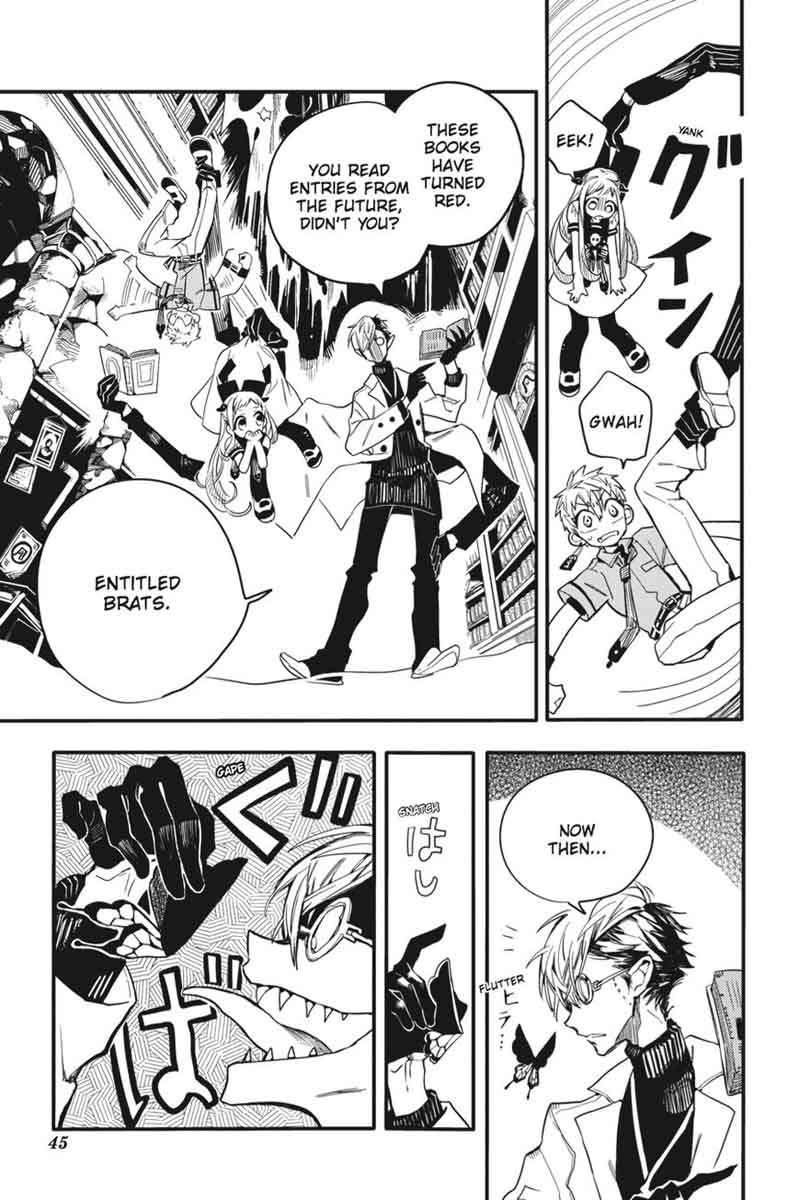 EEK!
YANK
グイン
GWAH!
THESE
BOOKS
HAVE
TURNED
RED.
YOU READ
ENTRIES FROM
THE FUTURE,
DIDN'T YOU?
ENTITLED
BRATS.
NOW
THEN...
FLUTTER
ヒラ...
SNATCH
はし
GAPE
ぐば
45